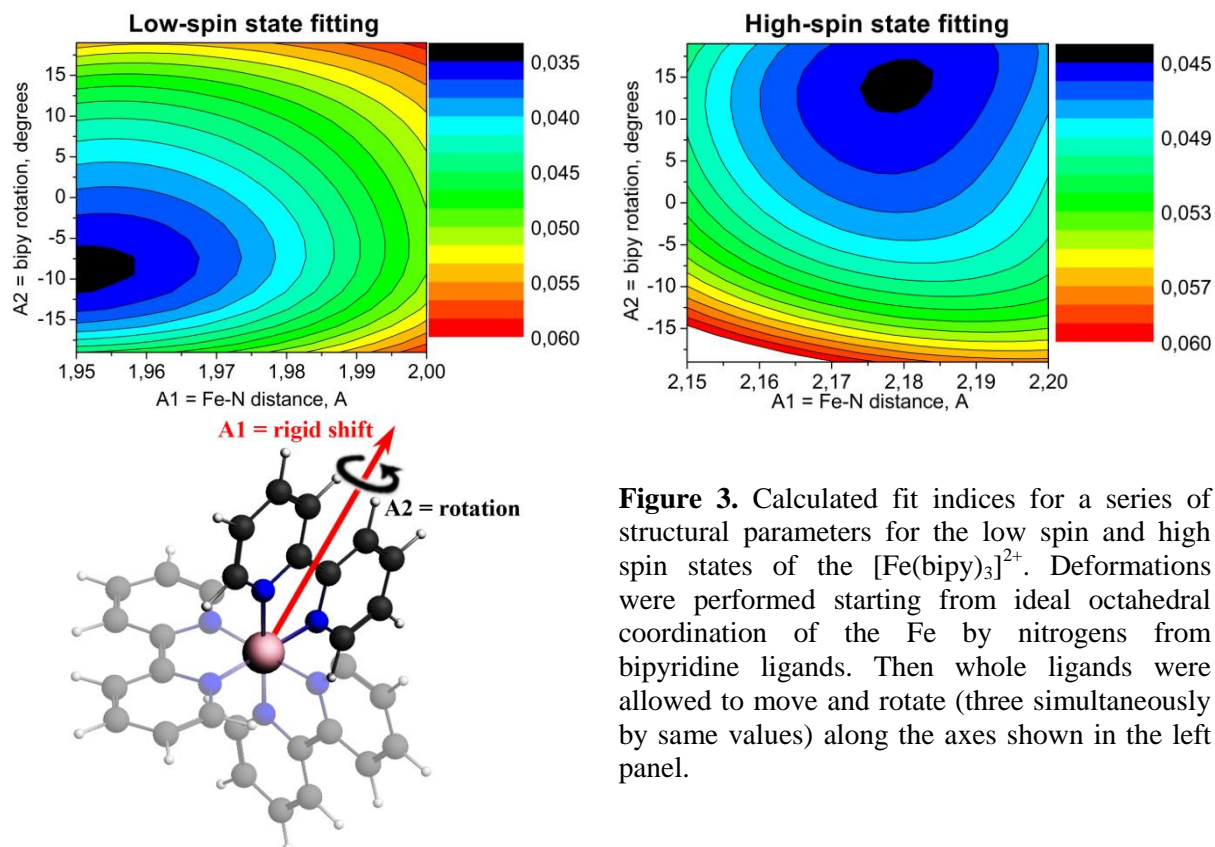 Low-spin state fitting
A2 = bipy rotation, degrees
15
10
5
0
-5
-10
-15
1,95
1,96
1,97
1,98
1,99
2,00
A1 = Fe-N distance, A
0,035
0,040
0,045
0,050
0,055
0,060
High-spin state fitting
A2 = bipy rotation, degrees
15
10
5
0
-5
-10
-15
2,15
2,16
2,17
2,18
2,19
2,20
A1 = Fe-N distance, A
0,045
0,049
0,053
0,057
0,060
A1 = rigid shift
A2 = rotation
Figure 3. Calculated fit indices for a series of
structural parameters for the low spin and high
spin states of the [Fe(bipy)₃]²⁺. Deformations
were performed starting from ideal octahedral
coordination of the Fe by nitrogens from
bipyridine ligands. Then whole ligands were
allowed to move and rotate (three simultaneously
by same values) along the axes shown in the left
panel.